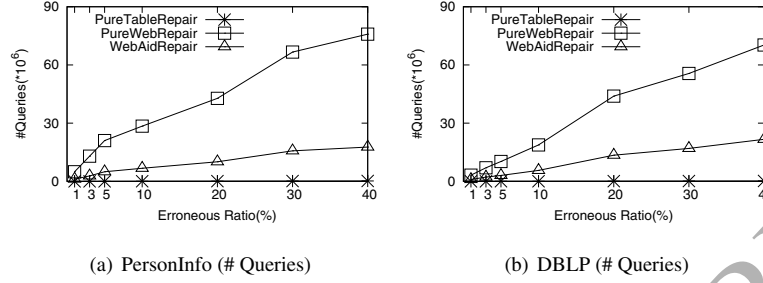 PureTableRepair
PureWebRepair
WebAidRepair
90
60
30
0
#Queries(*10^6)
1 3 5 10 20 30 40
Erroneous Ratio(%)
(a) PersonInfo (# Queries)
PureTableRepair
PureWebRepair
WebAidRepair
90
60
30
0
#Queries(*10^6)
1 3 5 10 20 30 4
Erroneous Ratio(%)
(b) DBLP (# Queries)